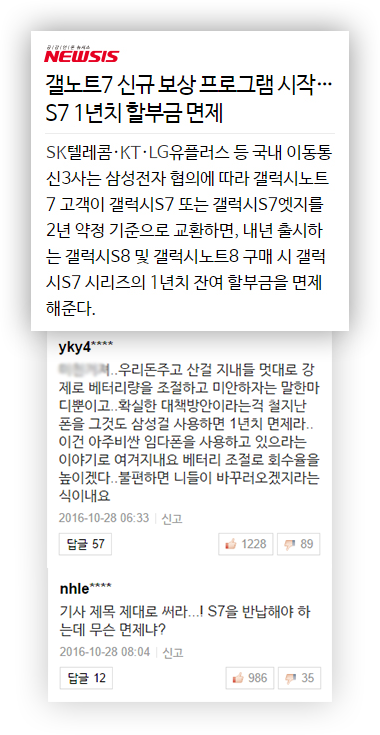 공|감|언|론 뉴시스
NEWSIS
갤노트7 신규 보상 프로그램 시작…
S7 1년치 할부금 면제
SK텔레콤·KT·LG유플러스 등 국내 이동통
신3사는 삼성전자 협의에 따라 갤럭시노트
7 고객이 갤럭시S7 또는 갤럭시S7엣지를
2년 약정 기준으로 교환하면, 내년 출시하
는 갤럭시S8 및 갤럭시노트8 구매 시 갤럭
시S7 시리즈의 1년치 잔여 할부금을 면제
해준다.
yky4****
..우리돈주고 산걸 지내들 멋대로 강
제로 베터리량을 조절하고 미안하자는 말한마
디뿐이고..확실한 대책방안이라는걱 철지난
폰을 그것도 삼성걸 사용하면 1년치 면제라..
이건 아주비싼 임다폰을 사용하고 있으라는
이야기로 여겨지내요 베터리 조절로 회수율을
높이겠다..불편하면 니들이 바꾸러오겠지라는
식이내요
2016-10-28 06:33 | 신고
답글 57 1228 89
nhle****
기사 제목 제대로 써라...! S7을 반납해야 하
는데 무슨 면제냐?
2016-10-28 08:04 | 신고
답글 12 986 35